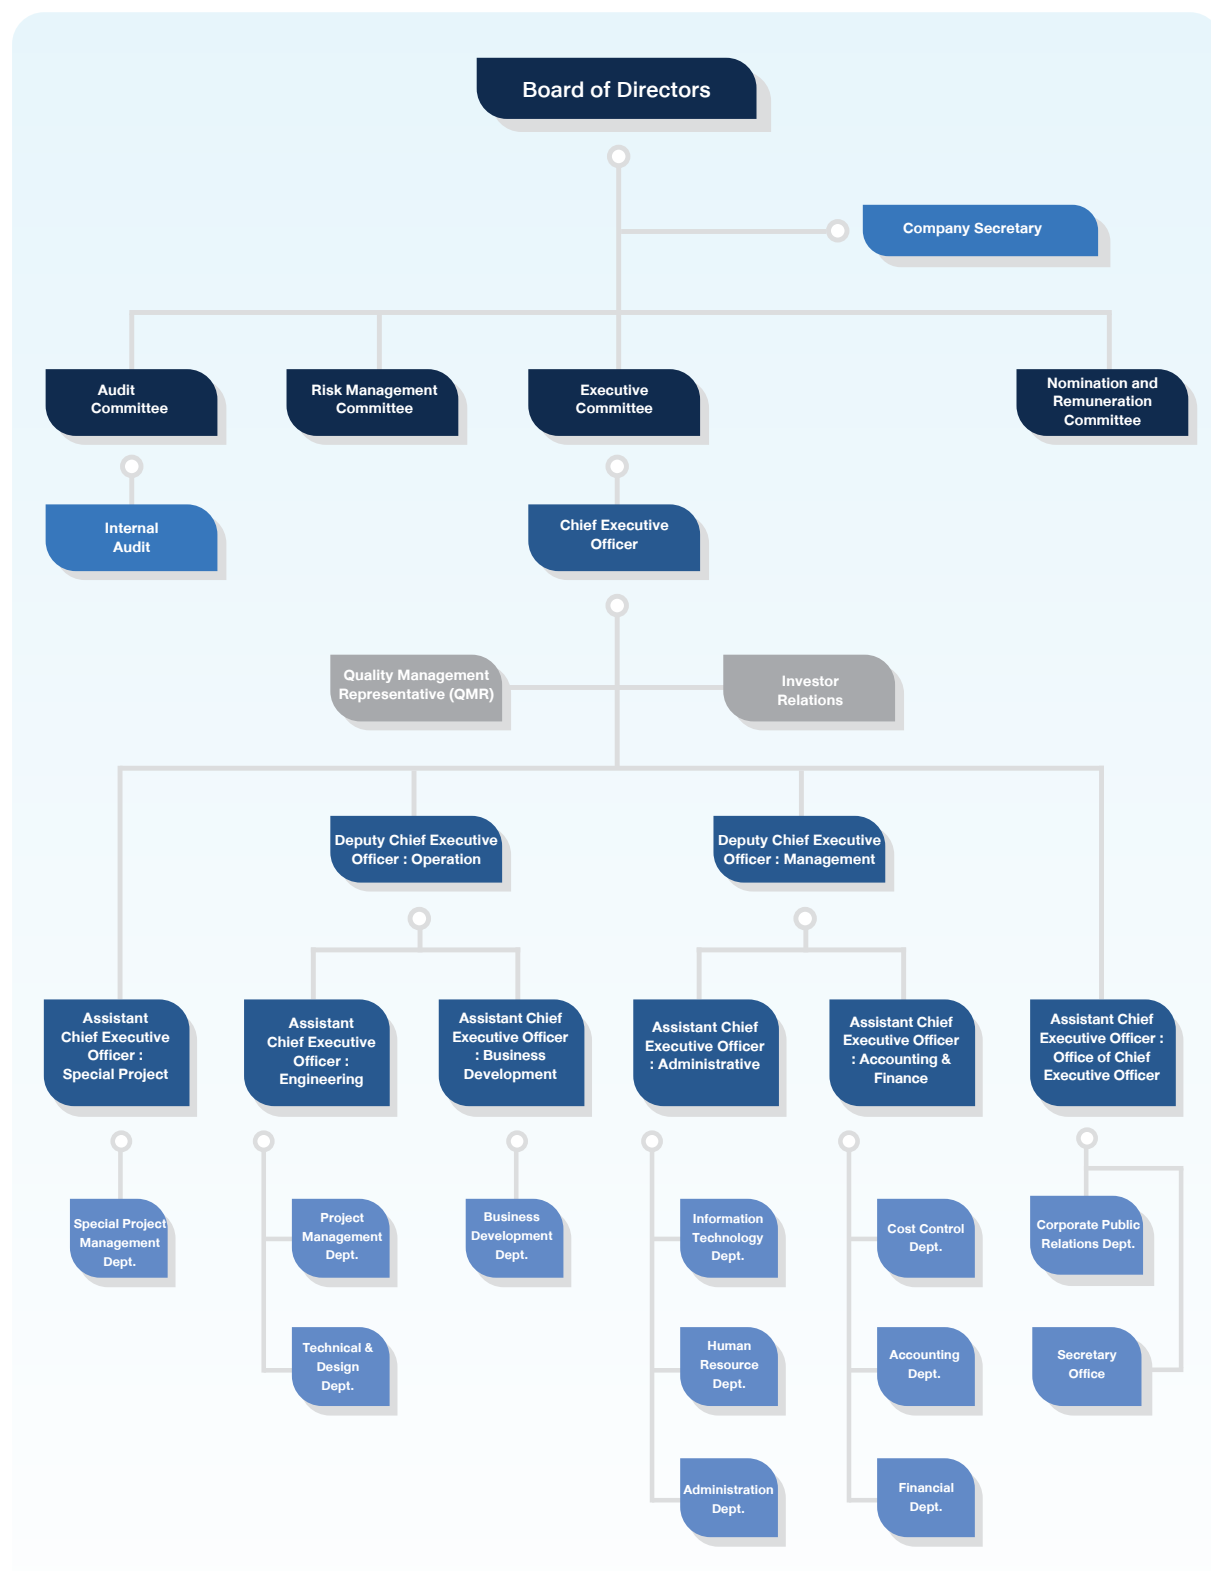 Board of Directors
Company Secretary
Audit
Committee
Risk Management
Committee
Executive
Committee
Nomination and
Remuneration
Committee
Internal
Audit
Chief Executive
Officer
Quality Management
Representative (QMR)
Investor
Relations
Deputy Chief Executive
Officer : Operation
Deputy Chief Executive
Officer : Management
Assistant
Chief Executive
Officer :
Special Project
Assistant
Chief Executive
Officer :
Engineering
Assistant Chief
Executive Officer
: Business
Development
Assistant Chief
Executive Officer
: Administrative
Assistant Chief
Executive Officer
: Accounting &
Finance
Assistant Chief
Executive Officer :
Office of Chief
Executive Officer
Special Project
Management
Dept.
Project
Management
Dept.
Business
Development
Dept.
Information
Technology
Dept.
Cost Control
Dept.
Corporate Public
Relations Dept.
Technical &
Design
Dept.
Human
Resource
Dept.
Accounting
Dept.
Secretary
Office
Administration
Dept.
Financial
Dept.